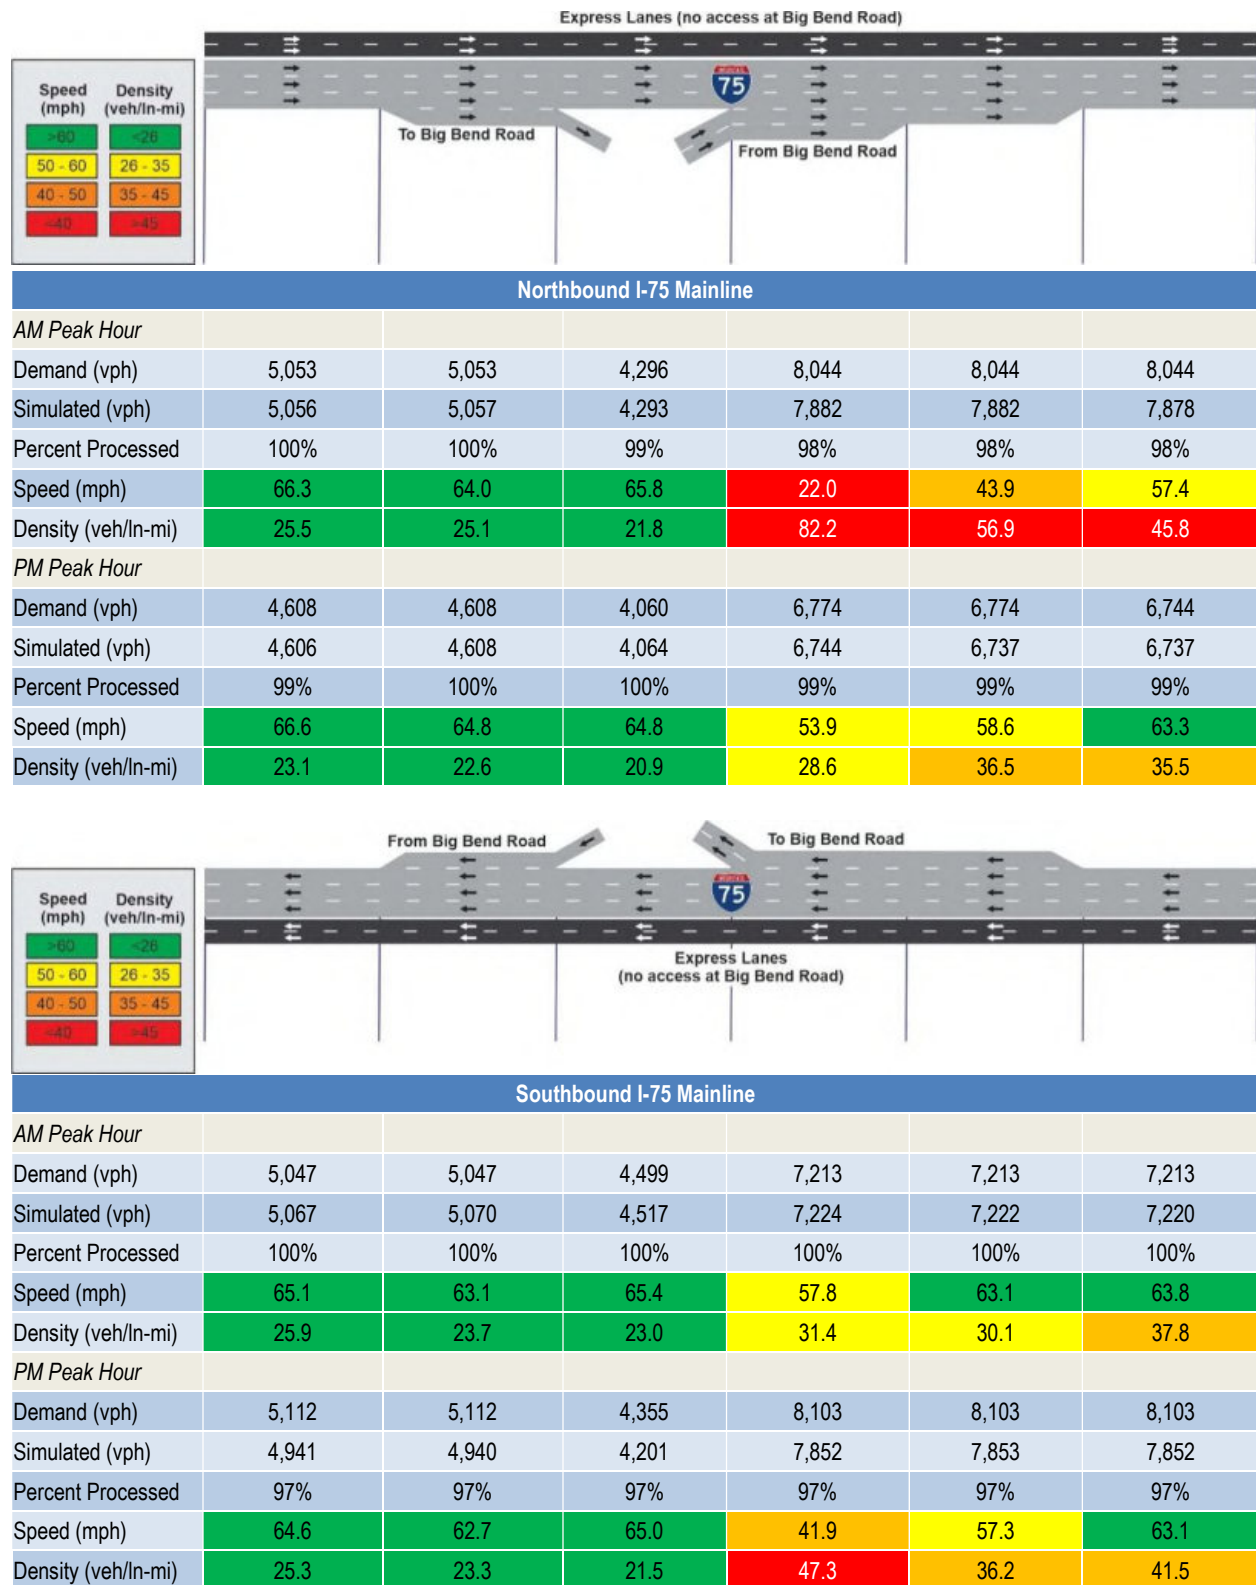 Express Lanes (no access at Big Bend Road)
Speed (mph) Density (veh/ln-mi)
>60 <26
50 - 60 26 - 35
40 - 50 35 - 45
<40 >45
75
To Big Bend Road
From Big Bend Road
Northbound I-75 Mainline
AM Peak Hour
Demand (vph) 5,053 5,053 4,296 8,044 8,044 8,044
Simulated (vph) 5,056 5,057 4,293 7,882 7,882 7,878
Percent Processed 100% 100% 99% 98% 98% 98%
Speed (mph) 66.3 64.0 65.8 22.0 43.9 57.4
Density (veh/ln-mi) 25.5 25.1 21.8 82.2 56.9 45.8
PM Peak Hour
Demand (vph) 4,608 4,608 4,060 6,774 6,774 6,744
Simulated (vph) 4,606 4,608 4,064 6,744 6,737 6,737
Percent Processed 99% 100% 100% 99% 99% 99%
Speed (mph) 66.6 64.8 64.8 53.9 58.6 63.3
Density (veh/ln-mi) 23.1 22.6 20.9 28.6 36.5 35.5
From Big Bend Road
To Big Bend Road
Speed (mph) Density (veh/ln-mi)
>60 <26
50 - 60 26 - 35
40 - 50 35 - 45
<40 >45
75
Express Lanes
(no access at Big Bend Road)
Southbound I-75 Mainline
AM Peak Hour
Demand (vph) 5,047 5,047 4,499 7,213 7,213 7,213
Simulated (vph) 5,067 5,070 4,517 7,224 7,222 7,220
Percent Processed 100% 100% 100% 100% 100% 100%
Speed (mph) 65.1 63.1 65.4 57.8 63.1 63.8
Density (veh/ln-mi) 25.9 23.7 23.0 31.4 30.1 37.8
PM Peak Hour
Demand (vph) 5,112 5,112 4,355 8,103 8,103 8,103
Simulated (vph) 4,941 4,940 4,201 7,852 7,853 7,852
Percent Processed 97% 97% 97% 97% 97% 97%
Speed (mph) 64.6 62.7 65.0 41.9 57.3 63.1
Density (veh/ln-mi) 25.3 23.3 21.5 47.3 36.2 41.5